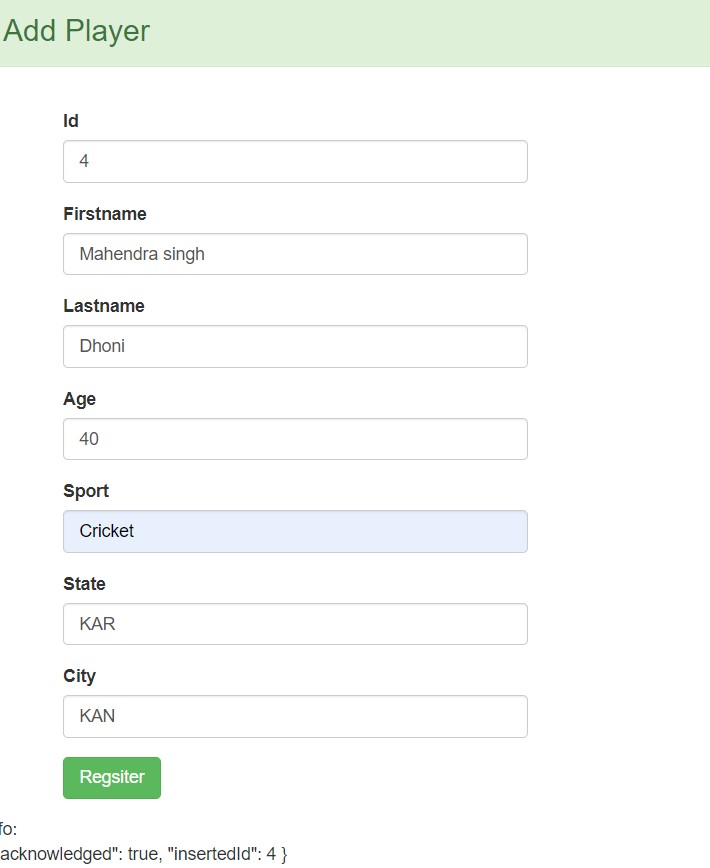 Add Player
Id
4
Firstname
Mahendra singh
Lastname
Dhoni
Age
40
Sport
Cricket
State
KAR
City
KAN
Regsiter
fo:
acknowledged": true, "insertedId": 4 }